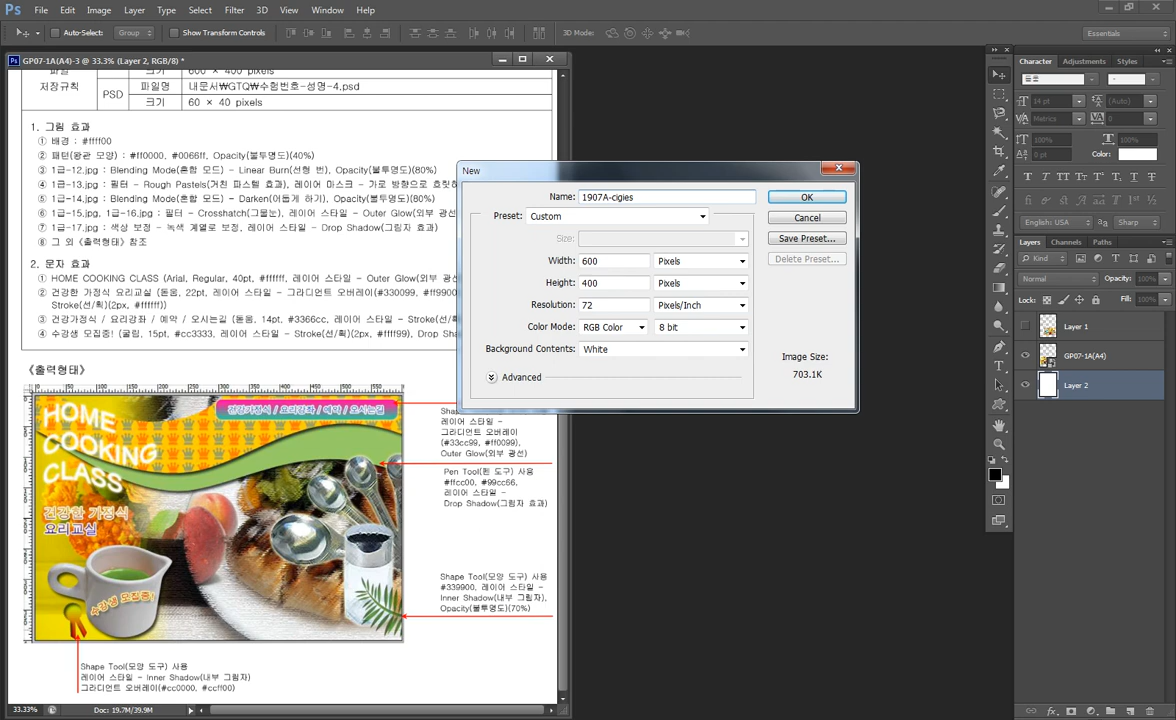 Ps File Edit Image Layer Type Select Filter 3D View Window Help
Auto-Select: Group Show Transform Controls 3D Mode: Essentials
GP07-1A(A4)-3 @ 33.3% (Layer 2, RGB/8) *
파일
저장규칙
크기 600 × 400 pixels
PSD
파일명 내문서₩GTQ₩수험번호-성명-4.psd
크기 60 × 40 pixels
1. 그림 효과
① 배경 : #ffff00
② 패턴(왕관 모양) : #ff0000, #0066ff, Opacity(불투명도)(40%)
③ 1급-12.jpg : Blending Mode(혼합 모드) - Linear Burn(선형 번), Opacity(불투명도)(80%)
④ 1급-13.jpg : 필터 - Rough Pastels(거친 파스텔 효과), 레이어 마스크 - 가로 방향으로 흐릿하
⑤ 1급-14.jpg : Blending Mode(혼합 모드) - Darken(어둡게 하기), Opacity(불투명도)(80%)
⑥ 1급-15.jpg, 1급-16.jpg : 필터 - Crosshatch(그물눈), 레이어 스타일 - Outer Glow(외부 광선
⑦ 1급-17.jpg : 색상 보정 - 녹색 계열로 보정, 레이어 스타일 - Drop Shadow(그림자 효과)
⑧ 그 외 《출력형태》 참조
2. 문자 효과
① HOME COOKING CLASS (Arial, Regular, 40pt, #ffffff, 레이어 스타일 - Outer Glow(외부 광선
② 건강한 가정식 요리교실 (돋움, 22pt, 레이어 스타일 - 그라디언트 오버레이(#330099, #ff9900
Stroke(선/획)(2px, #ffffff))
③ 건강가정식 / 요리강좌 / 예약 / 오시는길 (돋움, 14pt, #3366cc, 레이어 스타일 - Stroke(선/획)
④ 수강생 모집중! (굴림, 15pt, #cc3333, 레이어 스타일 - Stroke(선/획)(2px, #ffff99), Drop Sha
《출력형태》
HOME
COOKING
CLASS
건강가정식 / 요리강좌 / 예약 / 오시는길
건강한 가정식
요리교실
수강생 모집중!
레이어 스타일 -
그라디언트 오버레이
(#33cc99, #ff0099),
Outer Glow(외부 광선)
Pen Tool(펜 도구) 사용
#ffcc00, #99cc66,
레이어 스타일 -
Drop Shadow(그림자 효과)
Shape Tool(모양 도구) 사용
#339900, 레이어 스타일 -
Inner Shadow(내부 그림자),
Opacity(불투명도)(70%)
Shape Tool(모양 도구) 사용
레이어 스타일 - Inner Shadow(내부 그림자)
그라디언트 오버레이(#cc0000, #ccff00)
33.33% Doc: 19.7M/39.9M
New
Name: 1907A-cigies
Preset: Custom
Size:
Width: 600 Pixels
Height: 400 Pixels
Resolution: 72 Pixels/Inch
Color Mode: RGB Color 8 bit
Background Contents: White
Advanced
OK
Cancel
Save Preset...
Delete Preset...
Image Size:
703.1K
Character Adjustments Styles
돋움 -
14 pt (Auto)
Metrics 0
100% 100%
0 pt Color:
English: USA Sharp
Layers Channels Paths
Kind
Normal Opacity: 100%
Lock: Fill: 100%
Layer 1
GP07-1A(A4)
Layer 2